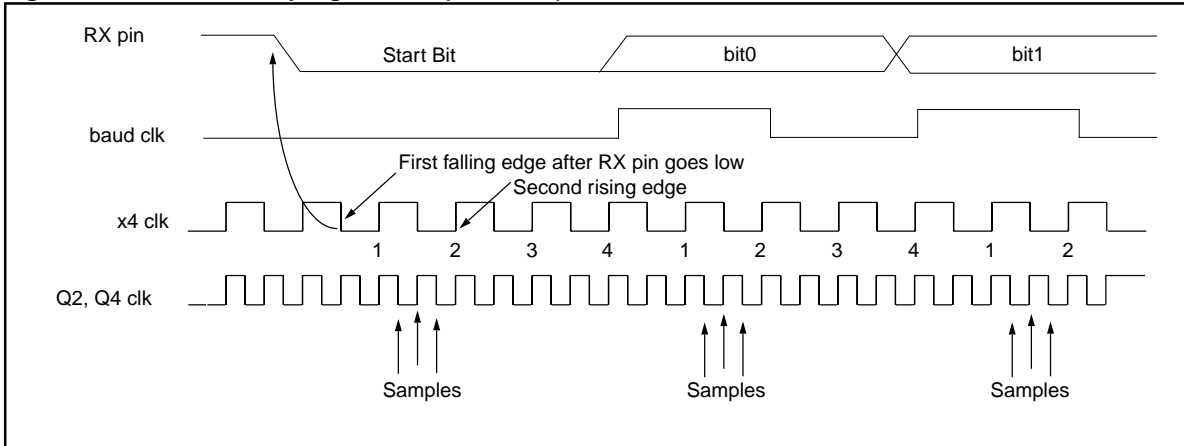 RX pin
Start Bit
bit0
bit1
baud clk
First falling edge after RX pin goes low
Second rising edge
x4 clk
1 2 3 4 1 2 3 4 1 2
Q2, Q4 clk
Samples
Samples
Samples